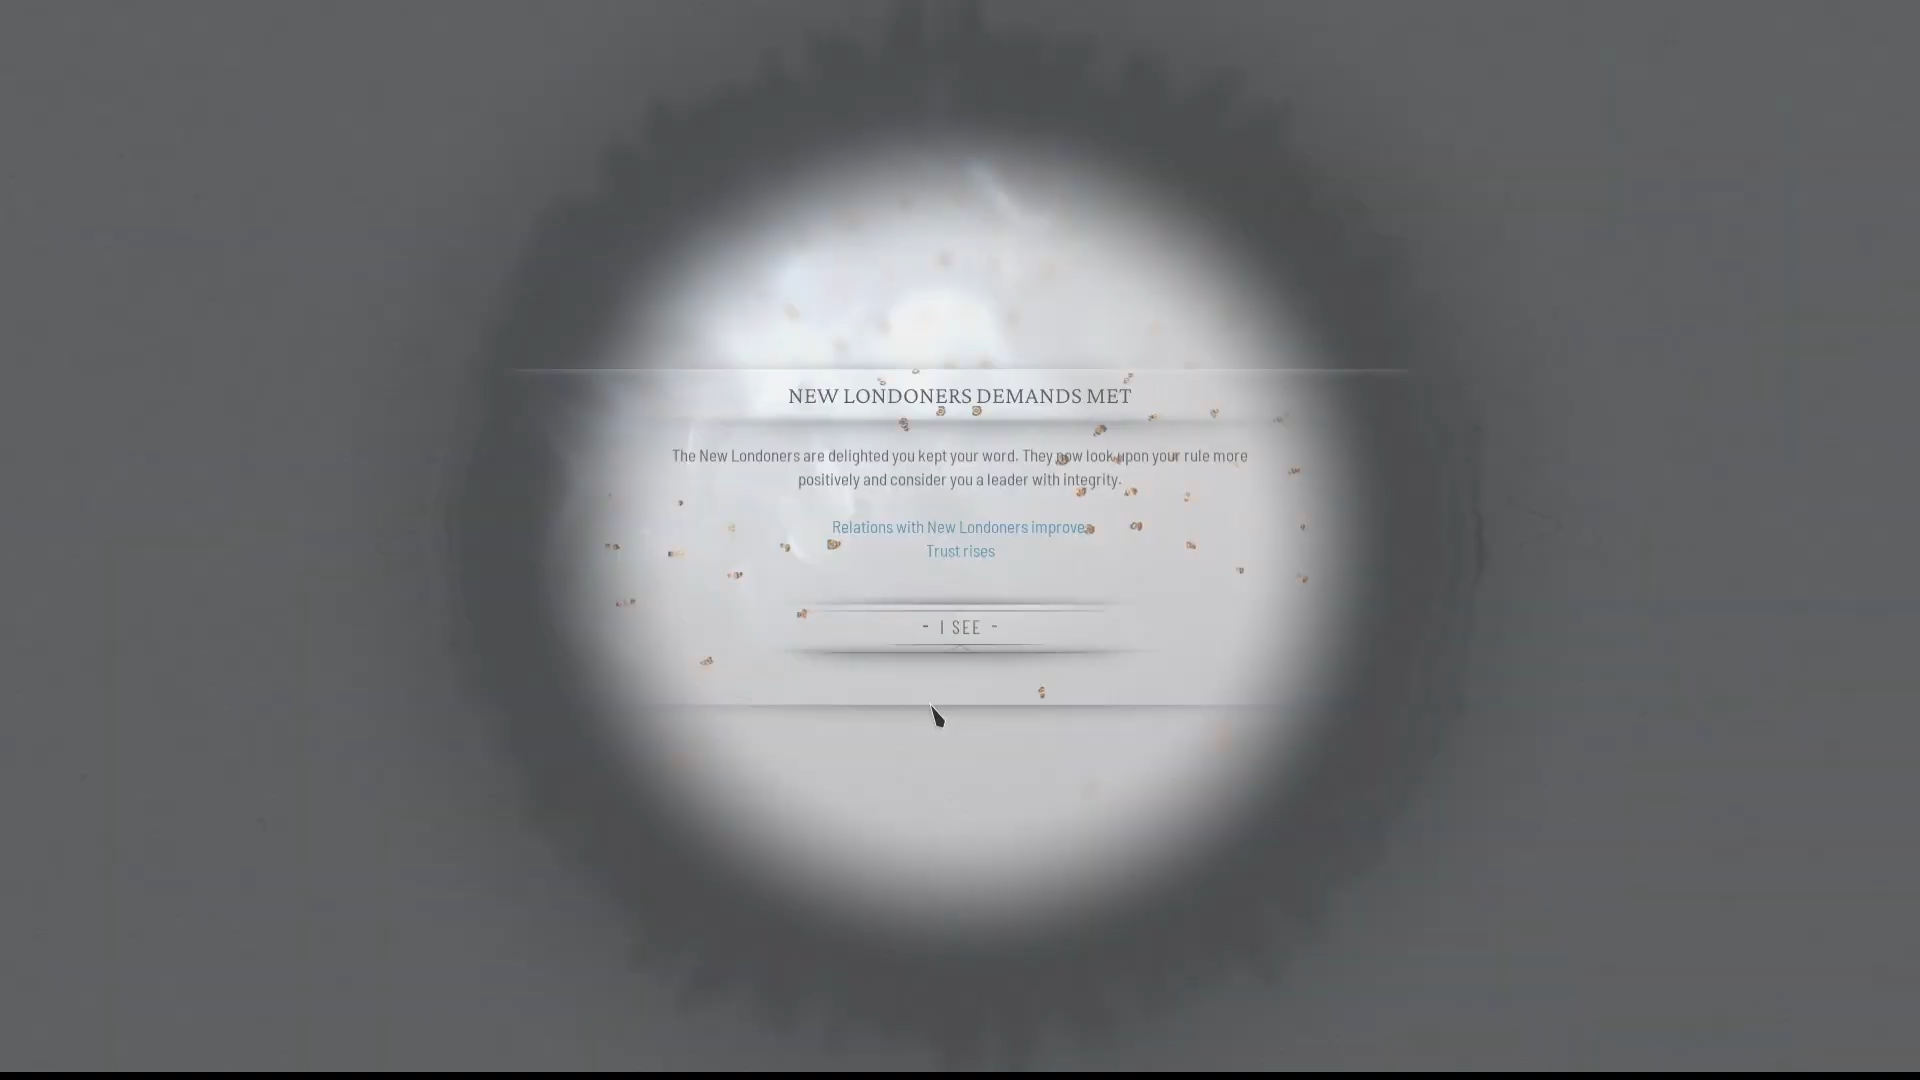 NEW LONDONERS DEMANDS MET
The New Londoners are delighted you kept your word. They now look upon your rule more
positively and consider you a leader with integrity.
Relations with New Londoners improve
Trust rises
- I SEE -